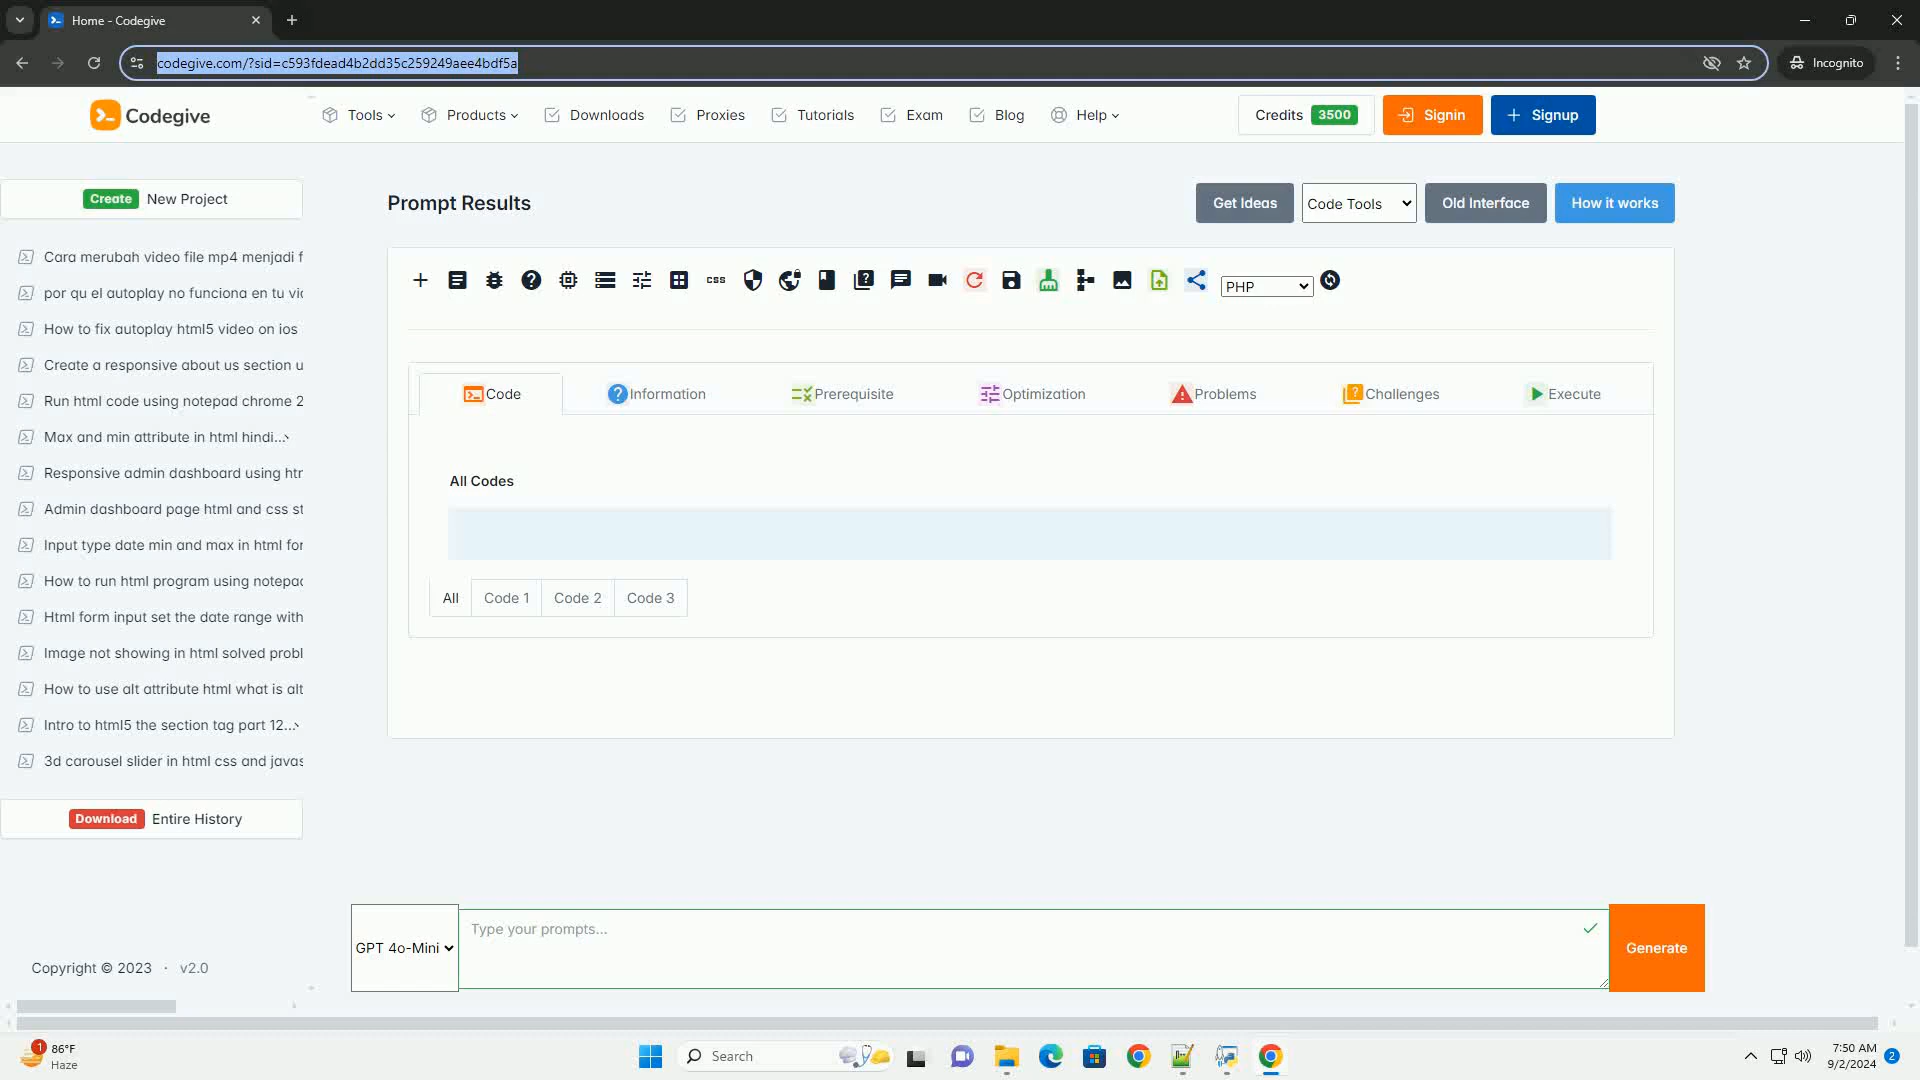 Home - Codegive
codegive.com/?sid=c593fdead4b2dd35c259249aee4bdf5a
Incognito
Codegive
Tools
Products
Downloads
Proxies
Tutorials
Exam
Blog
Help
Credits 3500
Signin
Signup
Create New Project
Cara merubah video file mp4 menjadi f
por qu el autoplay no funciona en tu vi
How to fix autoplay html5 video on ios
Create a responsive about us section u
Run html code using notepad chrome 2
Max and min attribute in html hindi...
Responsive admin dashboard using htr
Admin dashboard page html and css st
Input type date min and max in html for
How to run html program using notepad
Html form input set the date range with
Image not showing in html solved probl
How to use alt attribute html what is alt
Intro to html5 the section tag part 12...
3d carousel slider in html css and javas
Download Entire History
Copyright © 2023 · v2.0
Prompt Results
Get Ideas
Code Tools
Old Interface
How it works
css
PHP
Code
Information
Prerequisite
Optimization
Problems
Challenges
Execute
All Codes
All
Code 1
Code 2
Code 3
GPT 4o-Mini
Type your prompts...
Generate
1
86°F
Haze
Search
7:50 AM
9/2/2024
2